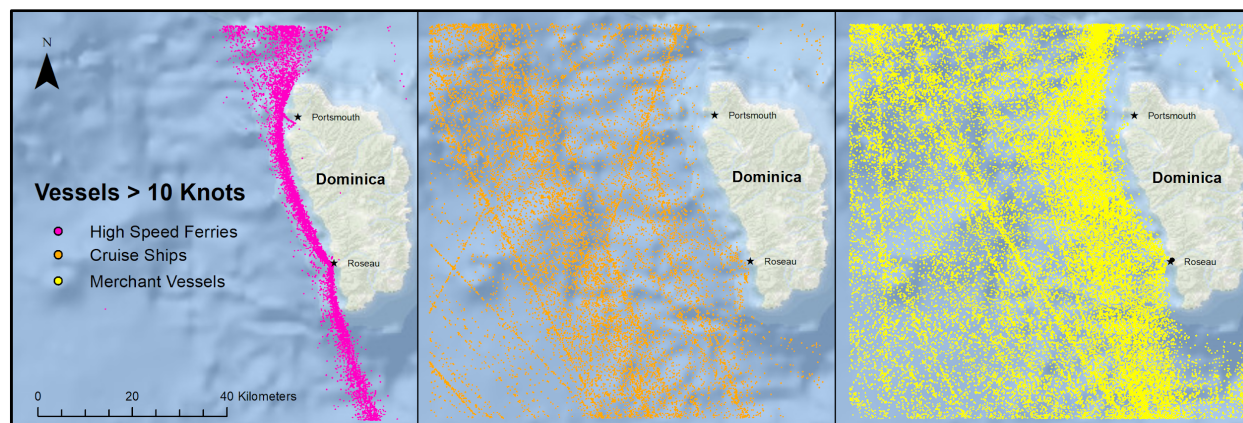 N
Portsmouth
Dominica
Vessels > 10 Knots
High Speed Ferries
Cruise Ships
Merchant Vessels
Roseau
0 20 40 Kilometers
Portsmouth
Dominica
Roseau
Portsmouth
Dominica
Roseau